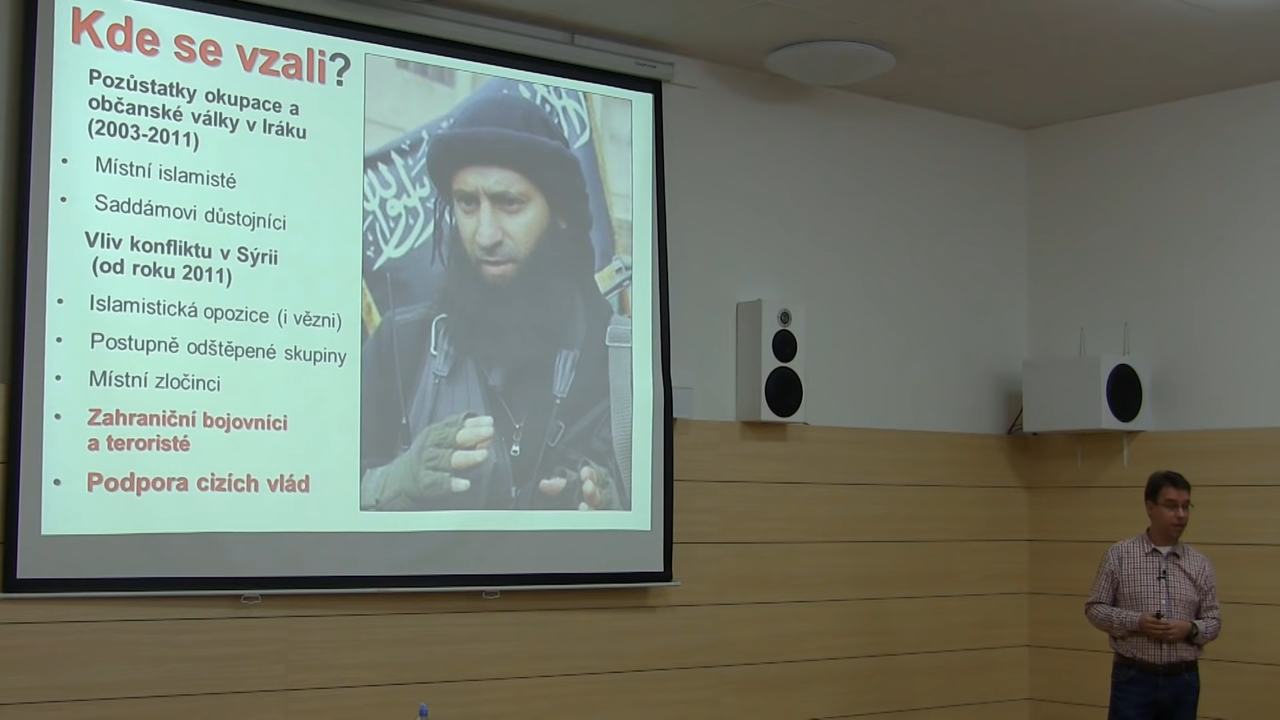 Kde se vzali?
Pozůstatky okupace a
občanské války v Iráku
(2003-2011)
• Místní islamisté
• Saddámovi důstojníci
Vliv konfliktu v Sýrii
(od roku 2011)
• Islamistická opozice (i vězni)
• Postupně odštěpené skupiny
• Místní zločinci
• Zahraniční bojovníci
a teroristé
• Podpora cizích vlád